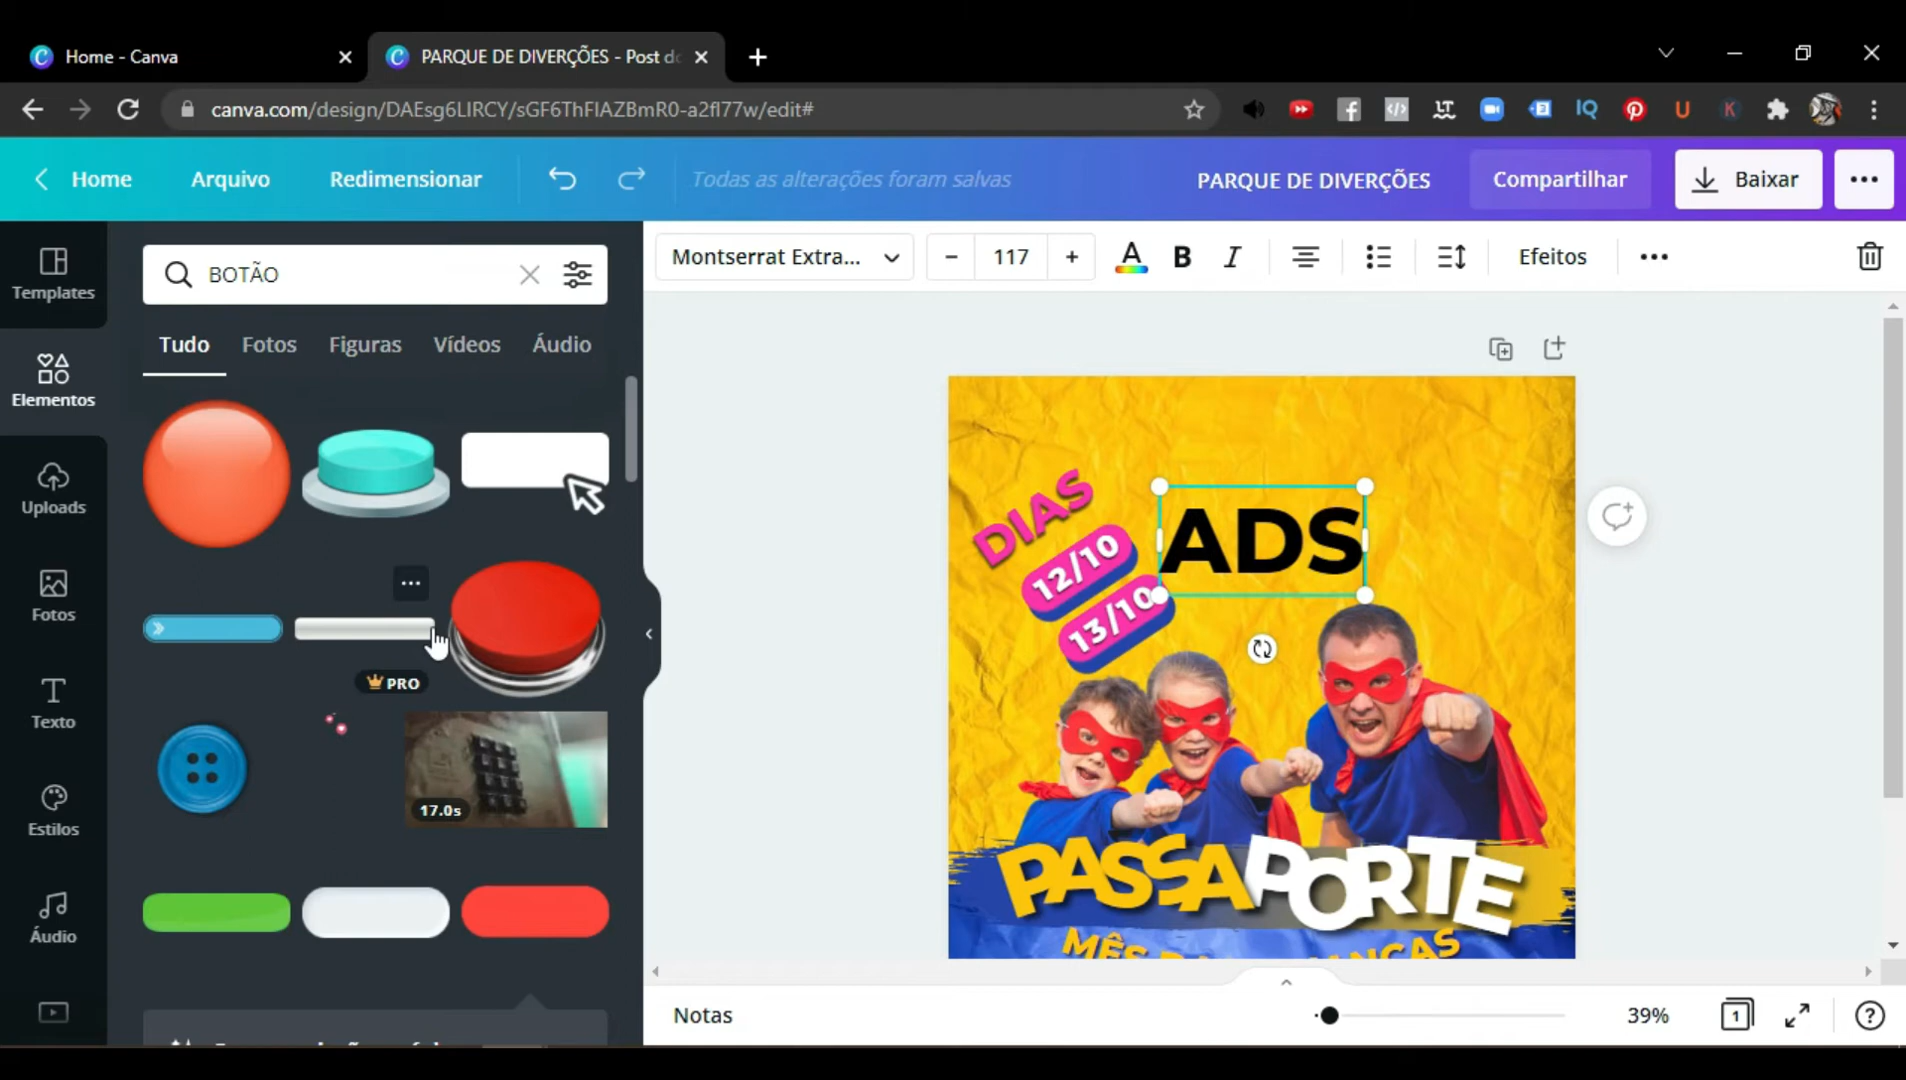 Home - Canva
PARQUE DE DIVERÇÕES - Post do
canva.com/design/DAEsg6LIRCY/sGF6ThFIAZBmR0-a2fl77w/edit#
Home
Arquivo
Redimensionar
Todas as alterações foram salvas
PARQUE DE DIVERÇÕES
Compartilhar
Baixar
Templates
Elementos
Uploads
Fotos
Texto
Estilos
Áudio
BOTÃO
Tudo
Fotos
Figuras
Vídeos
Áudio
PRO
17.0s
Montserrat Extra...
117
A
B
I
Efeitos
DIAS
12/10
13/10
ADS
PASSAPORTE
Notas
39%
1